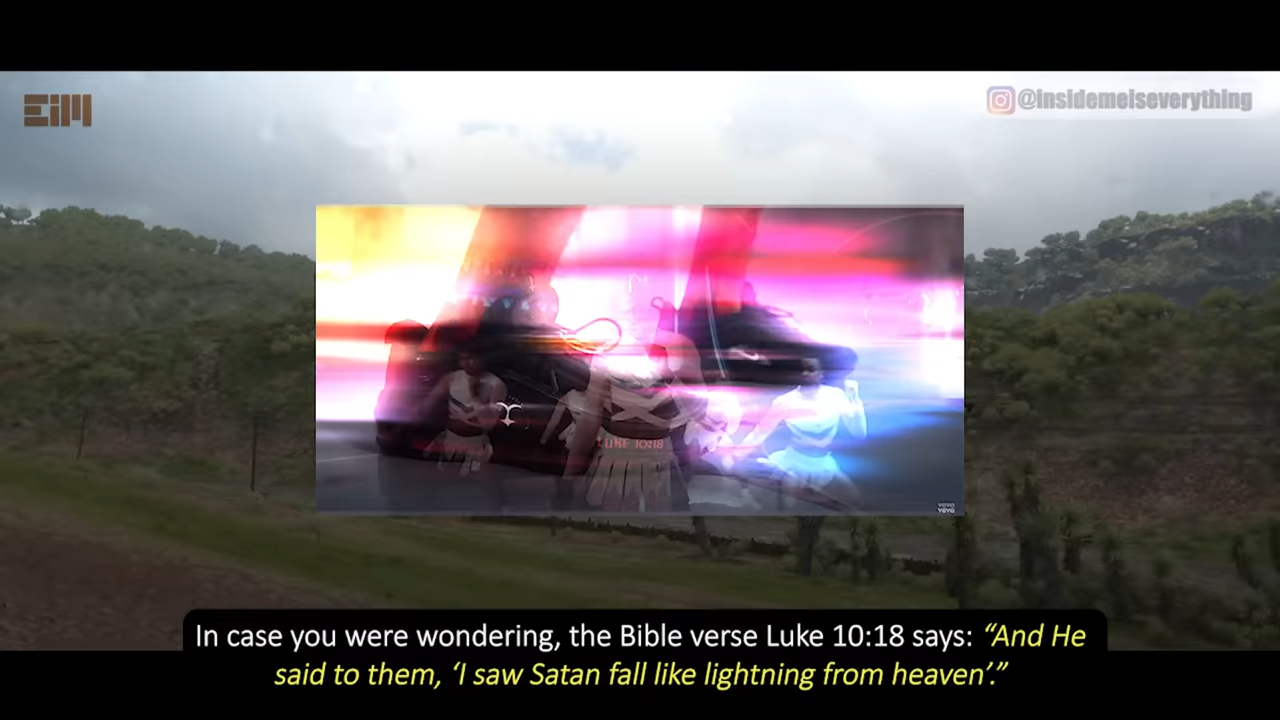 EiM
@insidemeiseverything
LUKE 10:18
vevo
vevo
In case you were wondering, the Bible verse Luke 10:18 says: “And He
said to them, ‘I saw Satan fall like lightning from heaven’.”